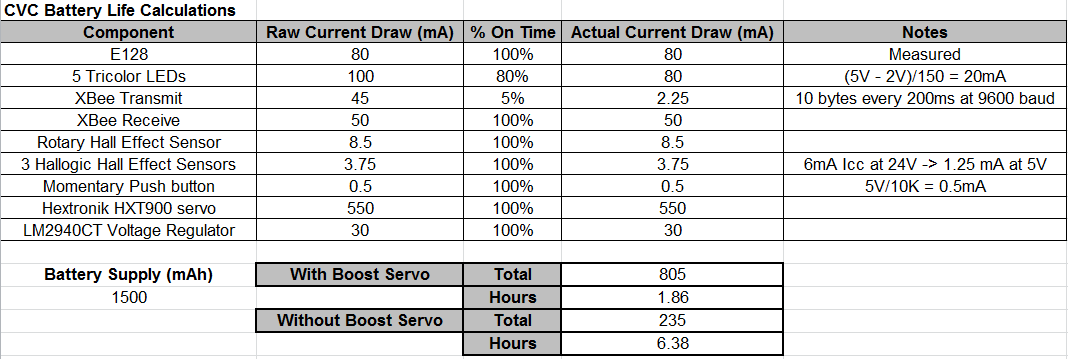 CVC Battery Life Calculations
Component Raw Current Draw (mA) % On Time Actual Current Draw (mA) Notes
E128 80 100% 80 Measured
5 Tricolor LEDs 100 80% 80 (5V - 2V)/150 = 20mA
XBee Transmit 45 5% 2.25 10 bytes every 200ms at 9600 baud
XBee Receive 50 100% 50
Rotary Hall Effect Sensor 8.5 100% 8.5
3 Hallogic Hall Effect Sensors 3.75 100% 3.75 6mA Icc at 24V -> 1.25 mA at 5V
Momentary Push button 0.5 100% 0.5 5V/10K = 0.5mA
Hextronik HXT900 servo 550 100% 550
LM2940CT Voltage Regulator 30 100% 30
Battery Supply (mAh) With Boost Servo Total 805
1500 Hours 1.86
Without Boost Servo Total 235
Hours 6.38